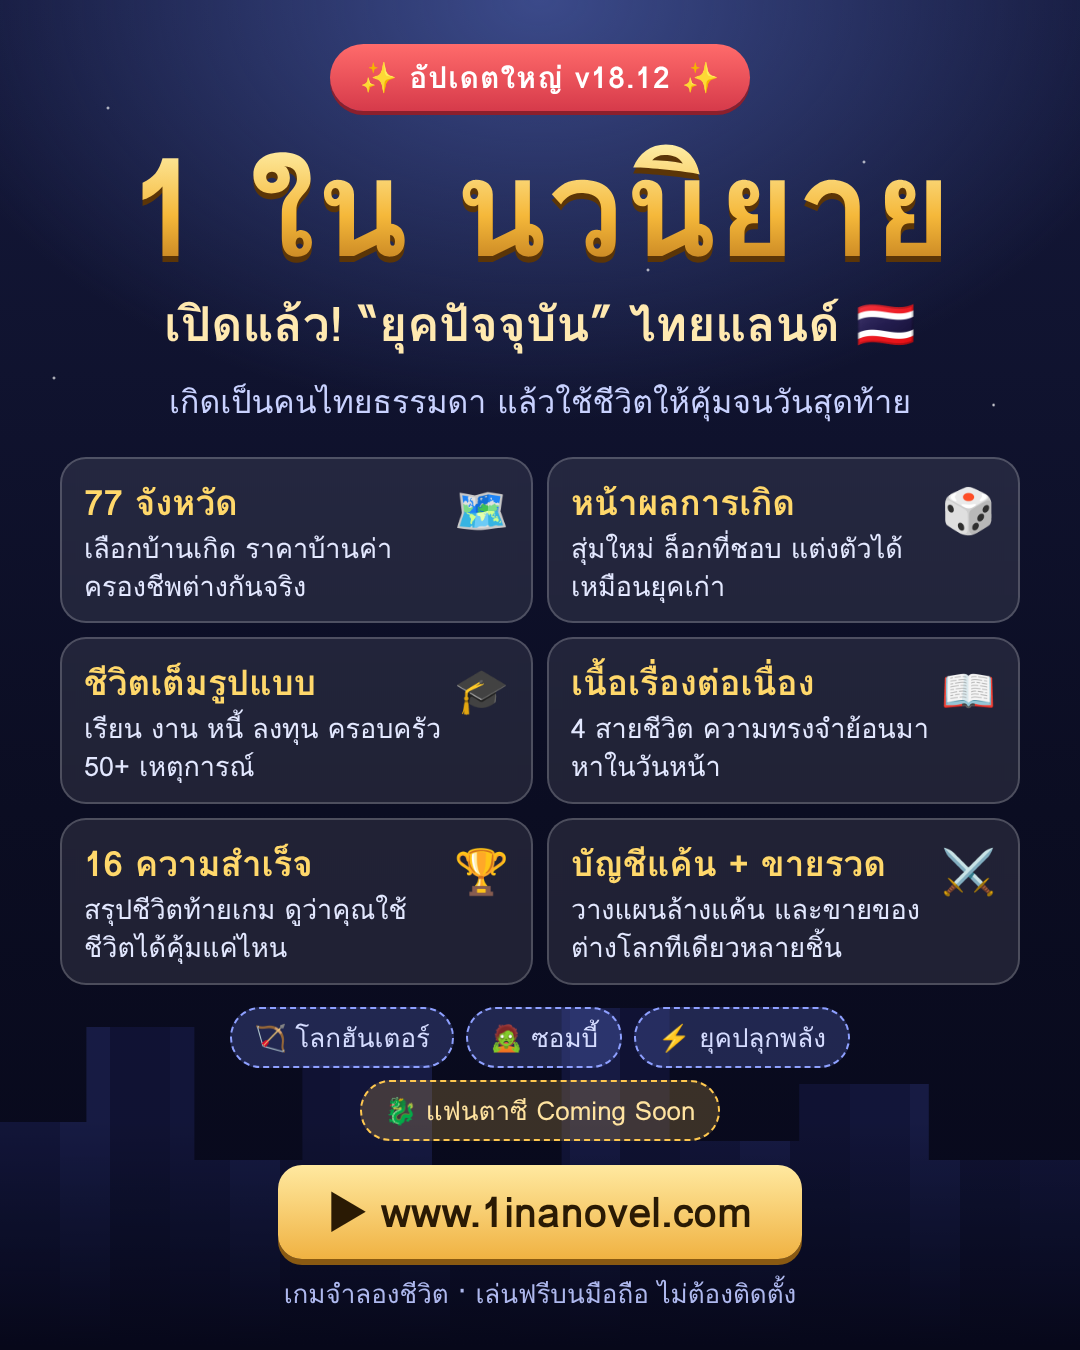 ✨ อัปเดตใหญ่ v18.12 ✨
1 ใน นวนิยาย
เปิดแล้ว! "ยุคปัจจุบัน" ไทยแลนด์ 🇹🇭
เกิดเป็นคนไทยธรรมดา แล้วใช้ชีวิตให้คุ้มจนวันสุดท้าย
77 จังหวัด
เลือกบ้านเกิด ราคาบ้านค่า
ครองชีพต่างกันจริง
หน้าผลการเกิด
สุ่มใหม่ ล็อกที่ชอบ แต่งตัวได้
เหมือนยุคเก่า
ชีวิตเต็มรูปแบบ
เรียน งาน หนี้ ลงทุน ครอบครัว
50+ เหตุการณ์
เนื้อเรื่องต่อเนื่อง
4 สายชีวิต ความทรงจำย้อนมา
หาในวันหน้า
16 ความสำเร็จ
สรุปชีวิตท้ายเกม ดูว่าคุณใช้
ชีวิตได้คุ้มแค่ไหน
บัญชีแค้น + ขายรวด
วางแผนล้างแค้น และขายของ
ต่างโลกทีเดียวหลายชิ้น
🏹 โลกฮันเตอร์
🧟 ซอมบี้
⚡ ยุคปลุกพลัง
🐉 แฟนตาซี Coming Soon
▶ www.1inanovel.com
เกมจำลองชีวิต · เล่นฟรีบนมือถือ ไม่ต้องติดตั้ง